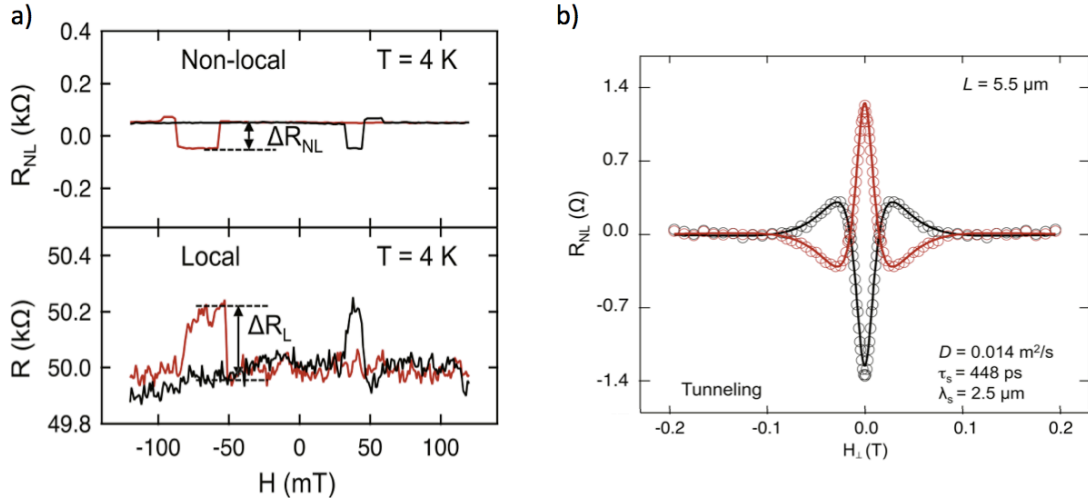 a)
Non-local T = 4 K
R_NL (kΩ)
0.4
0.2
0.0
-0.2
ΔR_NL
Local T = 4 K
R (kΩ)
50.4
50.2
50.0
49.8
ΔR_L
-100 -50 0 50 100
H (mT)
b)
L = 5.5 µm
R_NL (Ω)
1.4
0.7
0.0
-0.7
-1.4
D = 0.014 m²/s
τ_s = 448 ps
λ_s = 2.5 µm
Tunneling
-0.2 -0.1 0.0 0.1 0.2
H_⊥ (T)